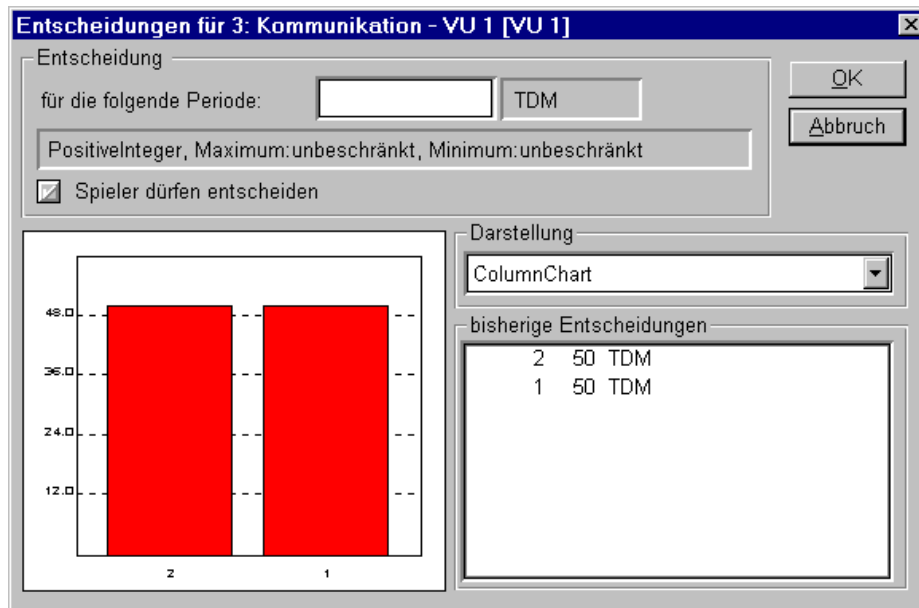 Entscheidungen für 3: Kommunikation - VU 1 [VU 1]
Entscheidung
für die folgende Periode:
TDM
OK
Abbruch
PositiveInteger, Maximum:unbeschränkt, Minimum:unbeschränkt
Spieler dürfen entscheiden
Darstellung
ColumnChart
bisherige Entscheidungen
2 50 TDM
1 50 TDM
48.0
36.0
24.0
12.0
2 1